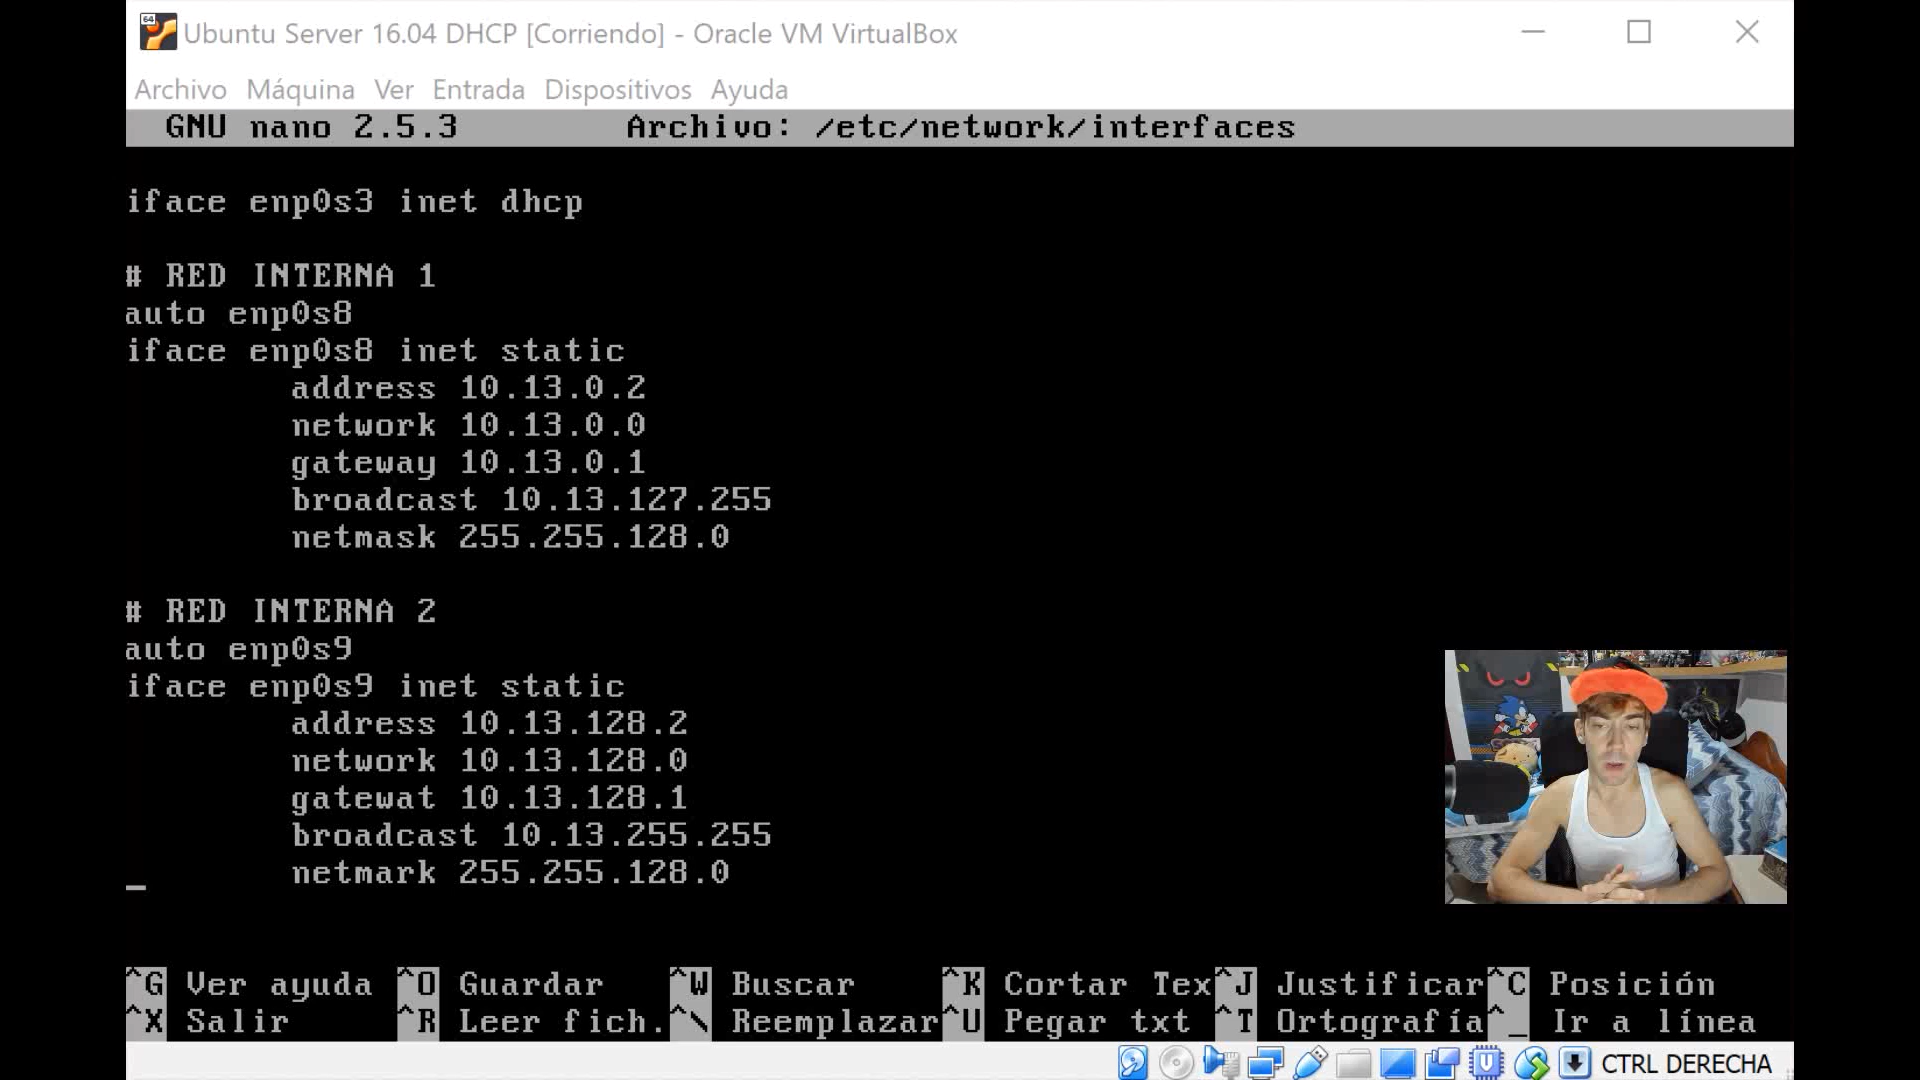 Ubuntu Server 16.04 DHCP [Corriendo] - Oracle VM VirtualBox
Archivo Máquina Ver Entrada Dispositivos Ayuda
GNU nano 2.5.3 Archivo: /etc/network/interfaces
iface enp0s3 inet dhcp
# RED INTERNA 1
auto enp0s8
iface enp0s8 inet static
address 10.13.0.2
network 10.13.0.0
gateway 10.13.0.1
broadcast 10.13.127.255
netmask 255.255.128.0
# RED INTERNA 2
auto enp0s9
iface enp0s9 inet static
address 10.13.128.2
network 10.13.128.0
gatewat 10.13.128.1
broadcast 10.13.255.255
netmark 255.255.128.0
^G Ver ayuda ^O Guardar ^W Buscar ^K Cortar Tex ^J Justificar ^C Posición
^X Salir ^R Leer fich. ^\ Reemplazar ^U Pegar txt ^T Ortografía ^_ Ir a línea
CTRL DERECHA